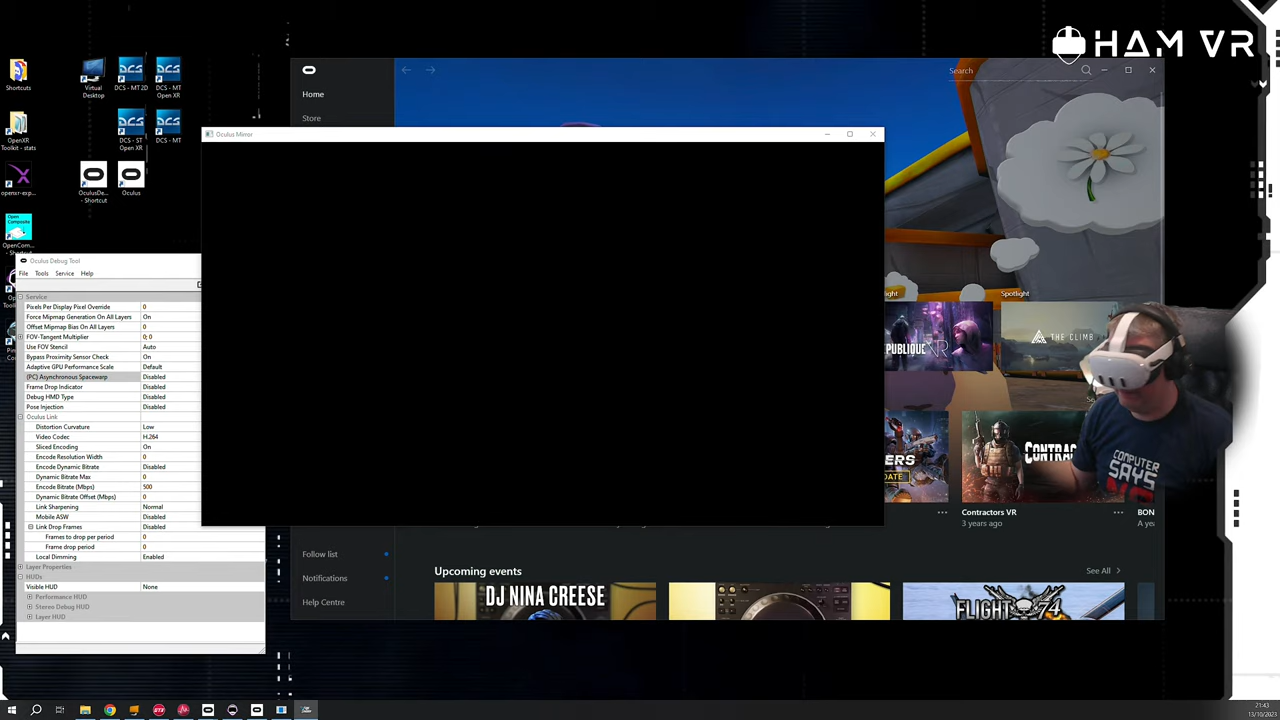 HAM VR
Search
Home
Store
Shortcuts
Virtual
Desktop
DCS - MT 2D
DCS - MT
Open XR
OpenXR
Toolkit - stats
DCS - ST
Open XR
DCS - MT
openxr-exp...
OculusDe...
- Shortcut
Oculus
Open
Composite
OpenCom...
Oculus Mirror
Oculus Debug Tool
File Tools Service Help
Service
Pixels Per Display Pixel Override 0
Force Mipmap Generation On All Layers On
Offset Mipmap Bias On All Layers 0
FOV-Tangent Multiplier 0; 0
Use FOV Stencil Auto
Bypass Proximity Sensor Check On
Adaptive GPU Performance Scale Default
(PC) Asynchronous Spacewarp Disabled
Frame Drop Indicator Disabled
Debug HMD Type Disabled
Pose Injection Disabled
Oculus Link
Distortion Curvature Low
Video Codec H.264
Sliced Encoding On
Encode Resolution Width 0
Encode Dynamic Bitrate Disabled
Dynamic Bitrate Max 0
Encode Bitrate (Mbps) 500
Dynamic Bitrate Offset (Mbps) 0
Link Sharpening Normal
Mobile ASW Disabled
Link Drop Frames Disabled
Frames to drop per period 0
Frame drop period 0
Local Dimming Enabled
Layer Properties
HUDs
Visible HUD None
Performance HUD
Stereo Debug HUD
Layer HUD
Spotlight
THE CLIMB
COMPUTER
SAYS
Contractors VR
3 years ago
BON
Follow list
Notifications
Help Centre
Upcoming events
See All
DJ NINA CREESE
FLIGHT 74
21:43
13/10/2023